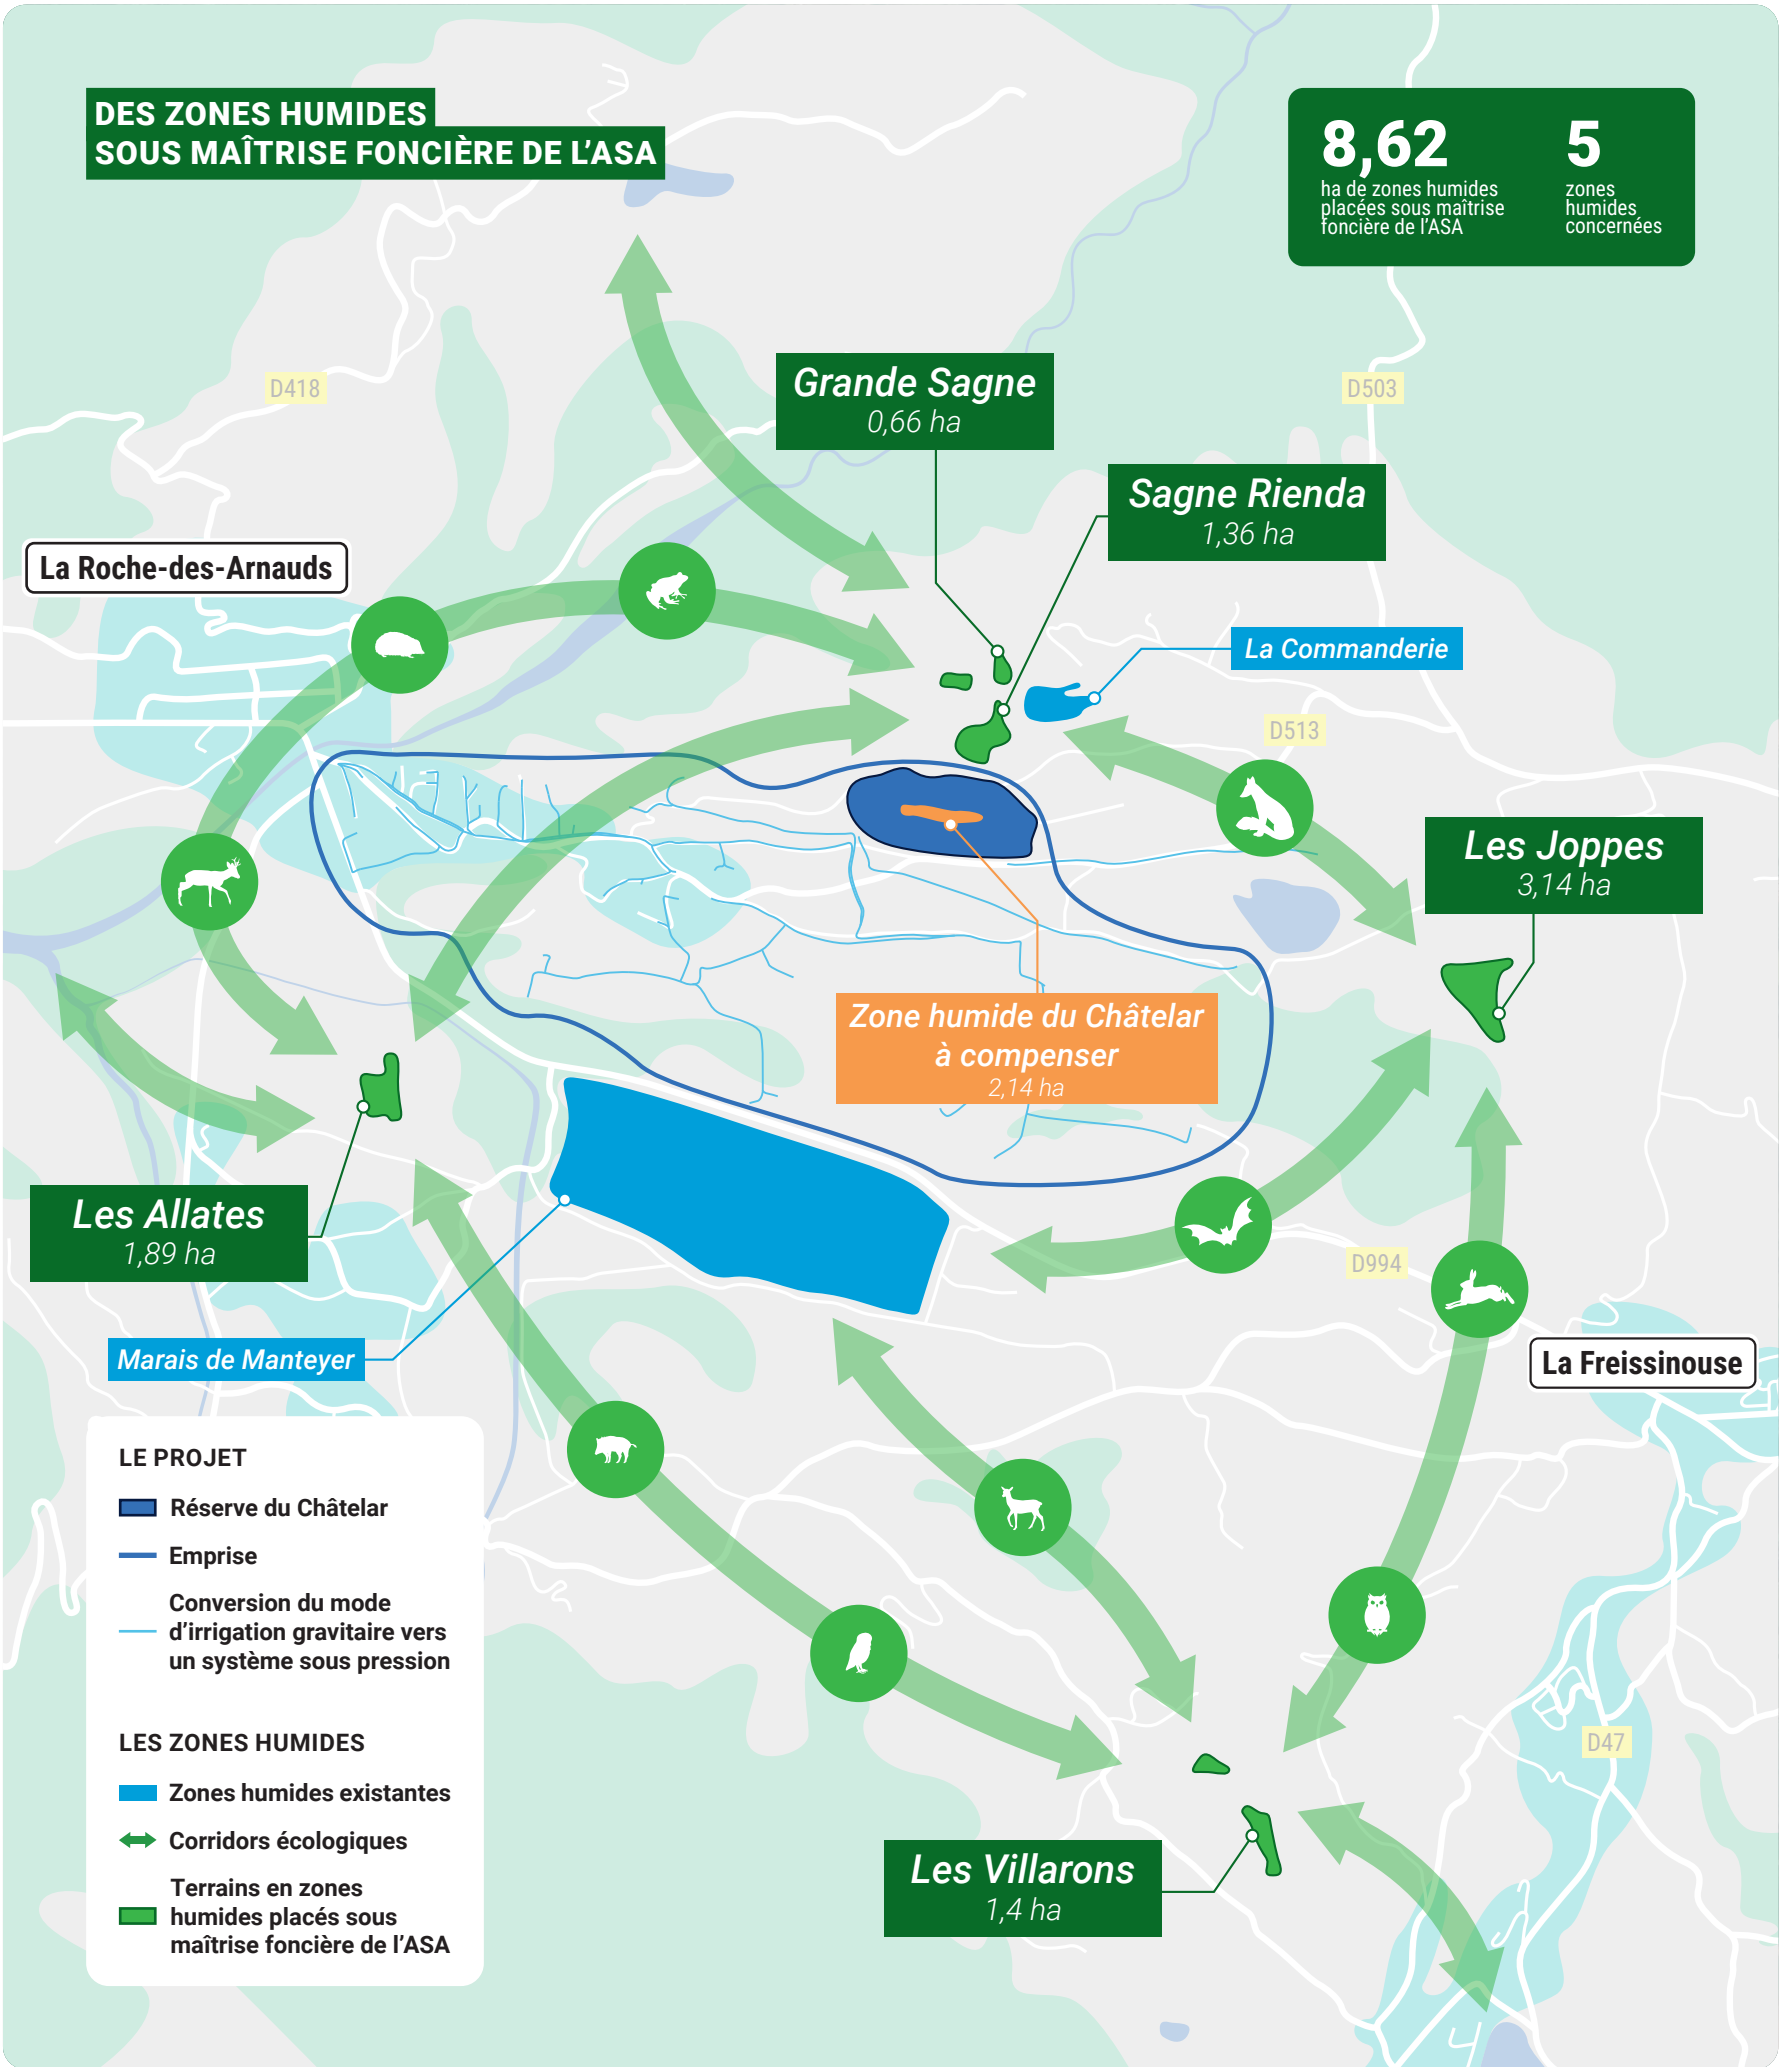 DES ZONES HUMIDES
SOUS MAÎTRISE FONCIÈRE DE L'ASA
8,62
ha de zones humides
placées sous maîtrise
foncière de l'ASA
5
zones
humides
concernées
Grande Sagne
0,66 ha
D418
D503
Sagne Rienda
1,36 ha
La Roche-des-Arnauds
La Commanderie
D513
Les Joppes
3,14 ha
Zone humide du Châtelar
à compenser
2,14 ha
Les Allates
1,89 ha
D994
Marais de Manteyer
La Freissinouse
LE PROJET
Réserve du Châtelar
Emprise
Conversion du mode
d'irrigation gravitaire vers
un système sous pression
LES ZONES HUMIDES
Zones humides existantes
Corridors écologiques
Terrains en zones
humides placés sous
maîtrise foncière de l'ASA
D47
Les Villarons
1,4 ha